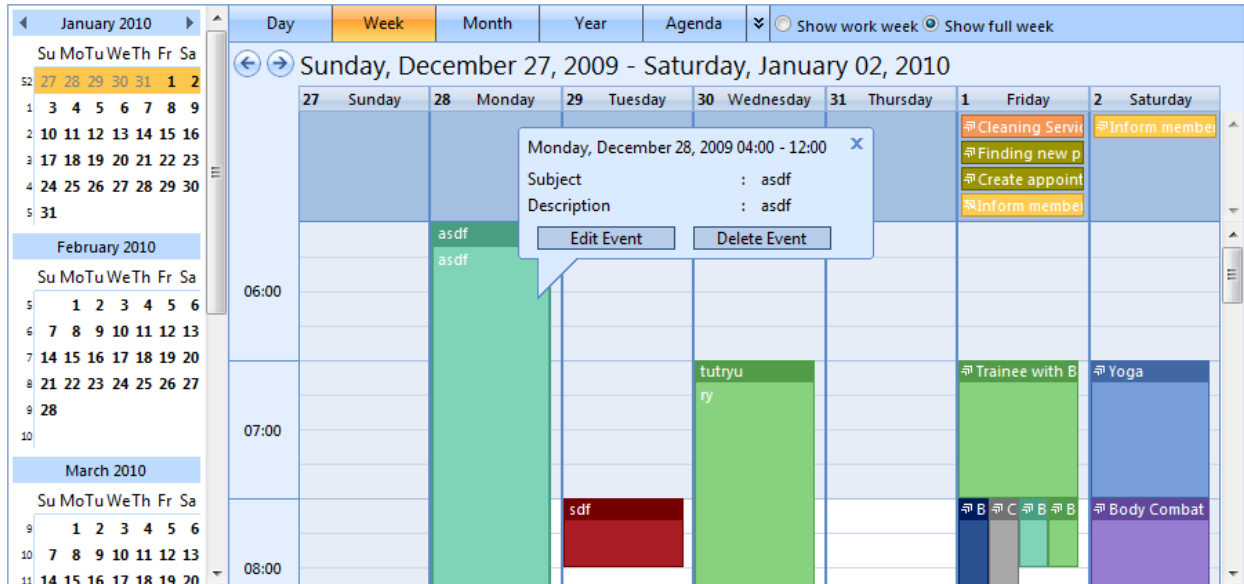 January 2010
Su Mo Tu We Th Fr Sa
52 27 28 29 30 31 1 2
1 3 4 5 6 7 8 9
2 10 11 12 13 14 15 16
3 17 18 19 20 21 22 23
4 24 25 26 27 28 29 30
5 31
February 2010
Su Mo Tu We Th Fr Sa
5 1 2 3 4 5 6
6 7 8 9 10 11 12 13
7 14 15 16 17 18 19 20
8 21 22 23 24 25 26 27
9 28
10
March 2010
Su Mo Tu We Th Fr Sa
9 1 2 3 4 5 6
10 7 8 9 10 11 12 13
11 14 15 16 17 18 19 20
Day Week Month Year Agenda Show work week Show full week
Sunday, December 27, 2009 - Saturday, January 02, 2010
27 Sunday 28 Monday 29 Tuesday 30 Wednesday 31 Thursday 1 Friday 2 Saturday
Cleaning Servic Inform member
Finding new p
Create appoint
Inform member
Monday, December 28, 2009 04:00 - 12:00 x
Subject : asdf
Description : asdf
Edit Event Delete Event
asdf
asdf
06:00
tutryu Trainee with B Yoga
ry
07:00
sdf B C B B Body Combat
08:00